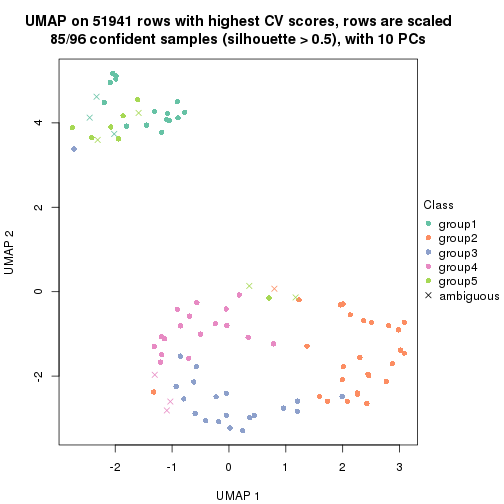 UMAP on 51941 rows with highest CV scores, rows are scaled
85/96 confident samples (silhouette > 0.5), with 10 PCs
4
2
0
-2
UMAP 2
-2
-1
0
1
2
3
UMAP 1
Class
group1
group2
group3
group4
group5
ambiguous